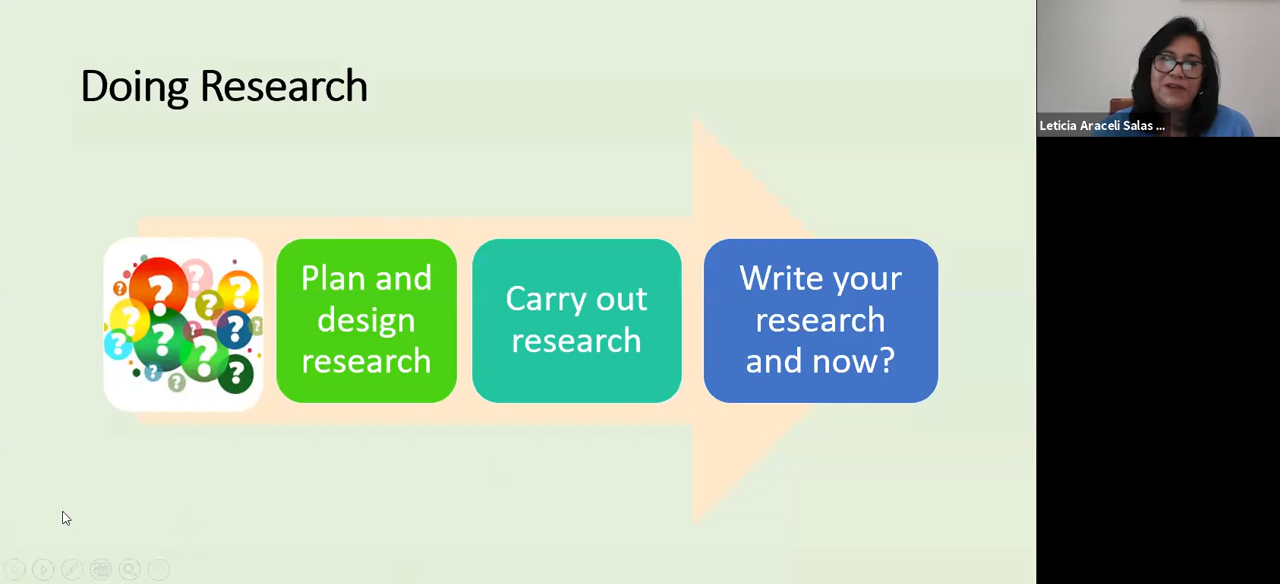 Doing Research
Plan and
design
research
Carry out
research
Write your
research
and now?
Leticia Araceli Salas ...
? ? ? ? ? ? ? ? ? ? ? ? ? ?